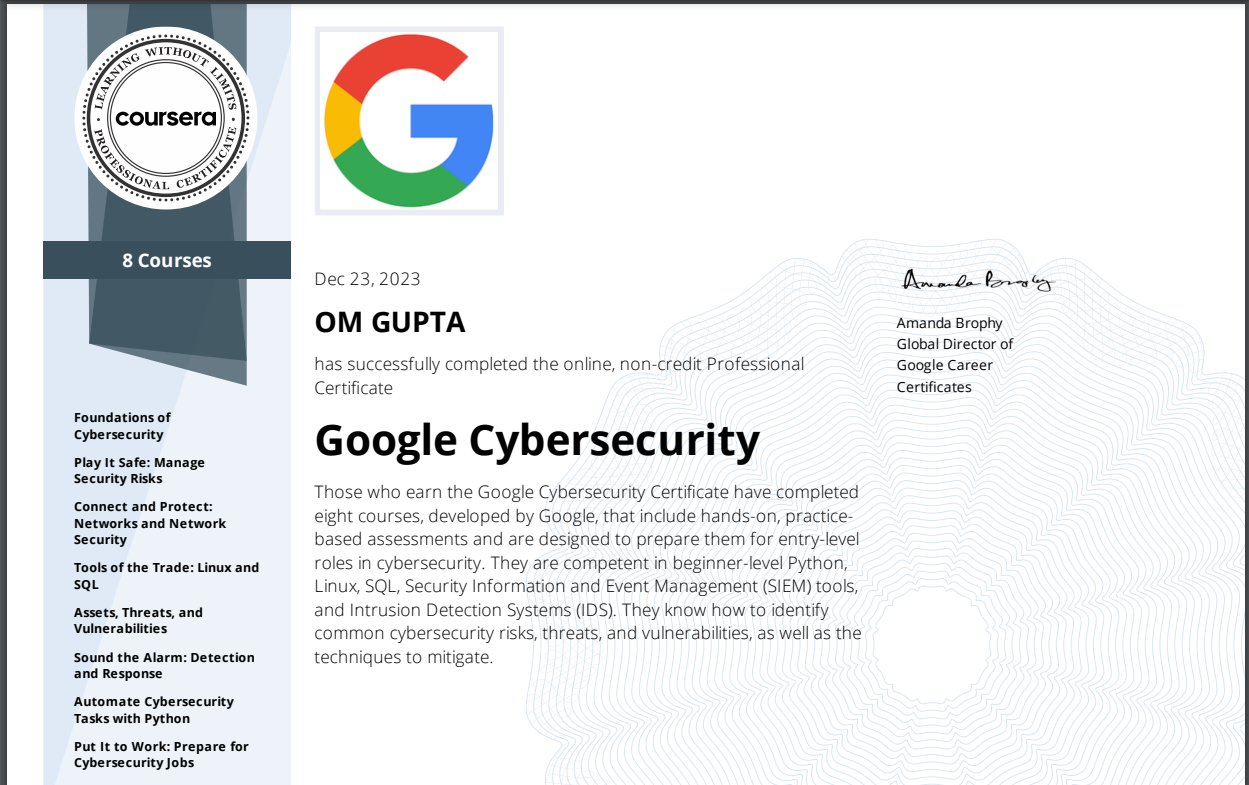 LEARNING WITHOUT LIMITS
coursera
PROFESSIONAL CERTIFICATE
8 Courses
Foundations of
Cybersecurity
Play It Safe: Manage
Security Risks
Connect and Protect:
Networks and Network
Security
Tools of the Trade: Linux and
SQL
Assets, Threats, and
Vulnerabilities
Sound the Alarm: Detection
and Response
Automate Cybersecurity
Tasks with Python
Put It to Work: Prepare for
Cybersecurity Jobs
G
Dec 23, 2023
OM GUPTA
has successfully completed the online, non-credit Professional
Certificate
Google Cybersecurity
Those who earn the Google Cybersecurity Certificate have completed
eight courses, developed by Google, that include hands-on, practice-
based assessments and are designed to prepare them for entry-level
roles in cybersecurity. They are competent in beginner-level Python,
Linux, SQL, Security Information and Event Management (SIEM) tools,
and Intrusion Detection Systems (IDS). They know how to identify
common cybersecurity risks, threats, and vulnerabilities, as well as the
techniques to mitigate.
Amanda Brophy
Amanda Brophy
Global Director of
Google Career
Certificates